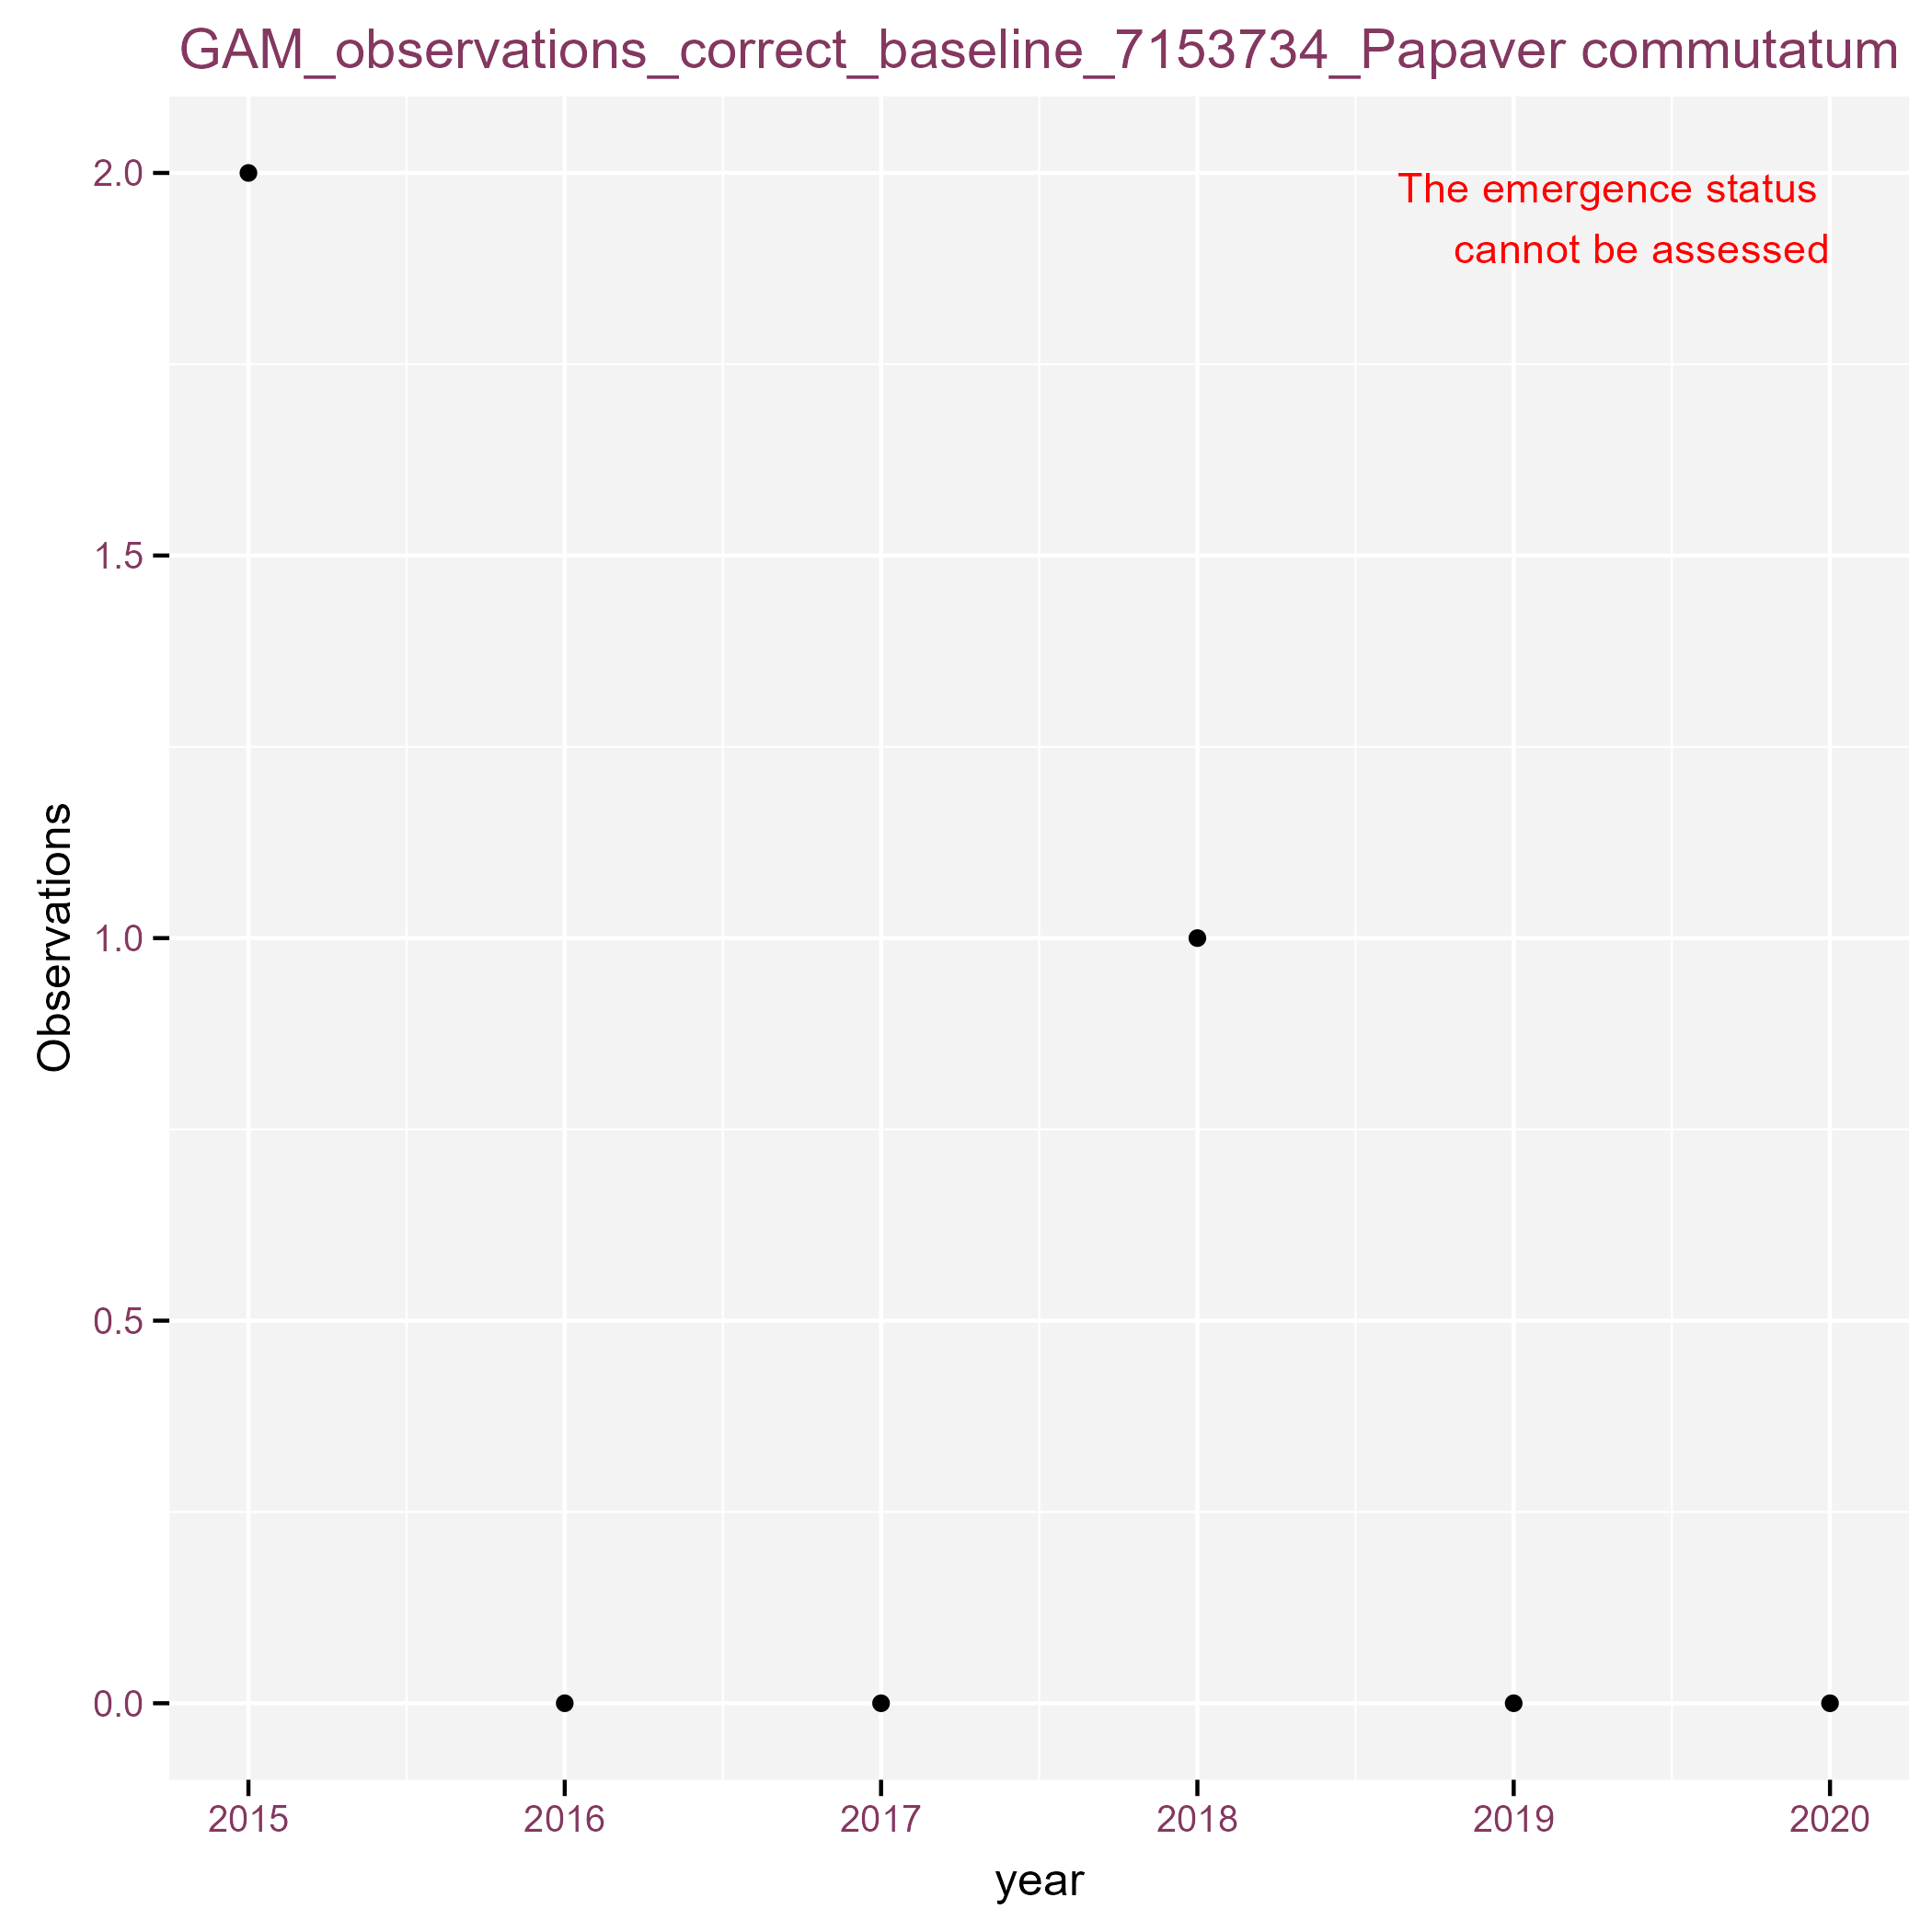 GAM_observations_correct_baseline_7153734_Papaver commutatum
The emergence status
cannot be assessed
2.0
1.5
1.0
0.5
0.0
Observations
2015 2016 2017 2018 2019 2020
year